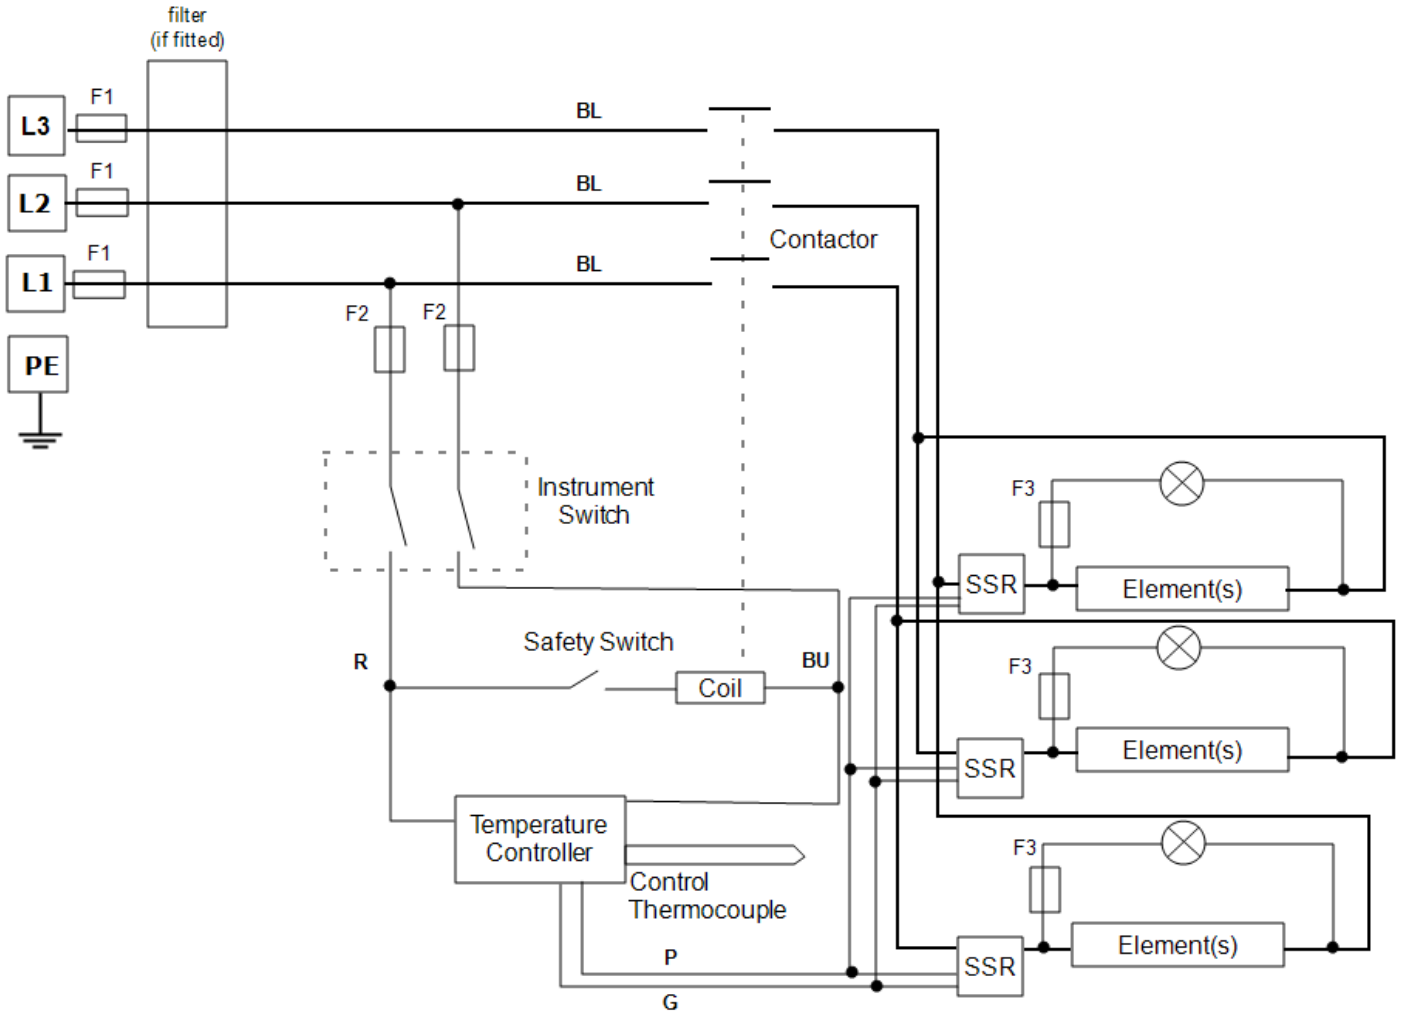 filter
(if fitted)
F1
L3
BL
F1
L2
BL
Contactor
F1
L1
BL
F2
F2
PE
Instrument
Switch
F3
SSR
Element(s)
Safety Switch
R
BU
Coil
F3
SSR
Element(s)
Temperature
Controller
Control
Thermocouple
F3
SSR
Element(s)
P
G